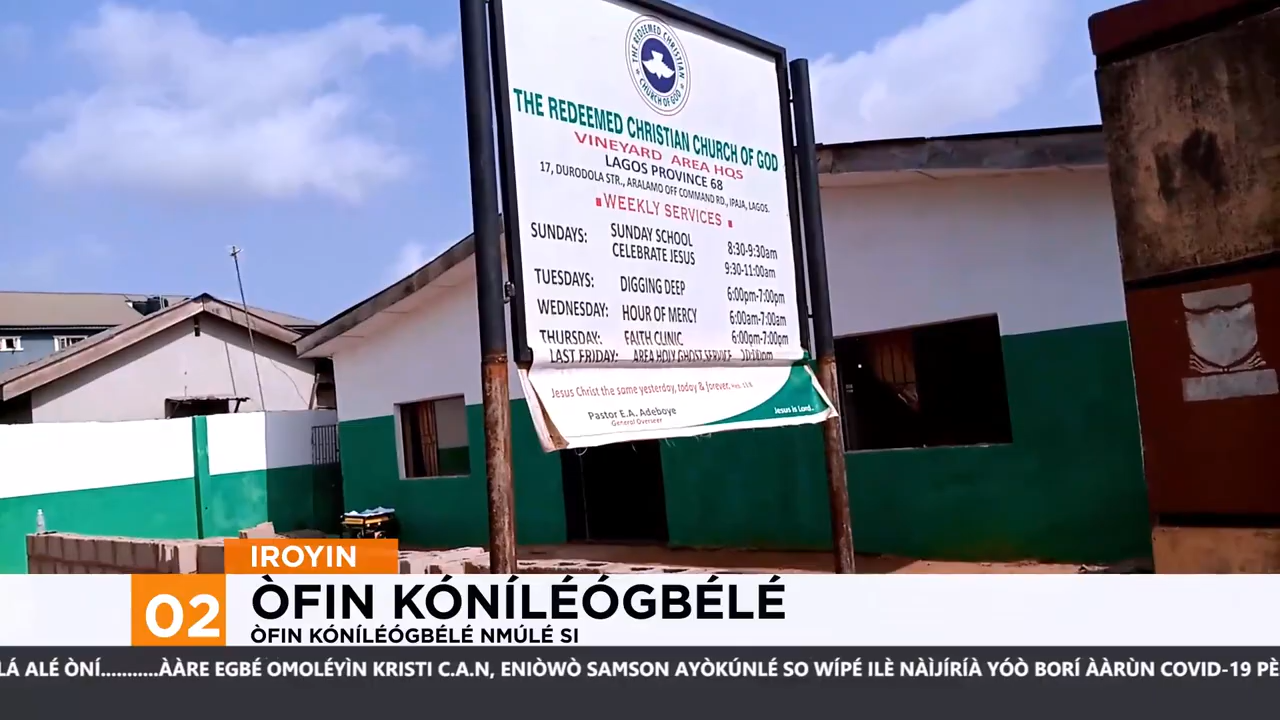 THE REDEEMED CHRISTIAN CHURCH OF GOD
THE REDEEMED CHRISTIAN CHURCH OF GOD
VINEYARD AREA HQS
LAGOS PROVINCE 68
17, DURODOLA STR., ARALAMO OFF COMMAND RD., IPAJA, LAGOS.
WEEKLY SERVICES
SUNDAYS: SUNDAY SCHOOL 8:30-9:30am
CELEBRATE JESUS 9:30-11:00am
TUESDAYS: DIGGING DEEP 6:00pm-7:00pm
WEDNESDAY: HOUR OF MERCY 6:00am-7:00am
THURSDAY: FAITH CLINIC 6:00pm-7:00pm
LAST FRIDAY: AREA HOLY GHOST SERVICE 10:00pm
Jesus Christ the same yesterday, today & forever.
Pastor E.A. Adeboye
General Overseer
Jesus is Lord..
IROYIN
02
ÒFIN KÓNÍLÉÓGBÉLÉ
ÒFIN KÓNÍLÉÓGBÉLÉ NMÚLÉ SI
LÁ ALÉ ÒNÍ...........ÀÀRE EGBÉ OMOLÉYÌN KRISTI C.A.N, ENIÒWÒ SAMSON AYÒKÚNLÉ SO WÍPÉ ILÈ NÀÌJÍRÍÀ YÓÒ BORÍ ÀÀRÙN COVID-19 PÈ